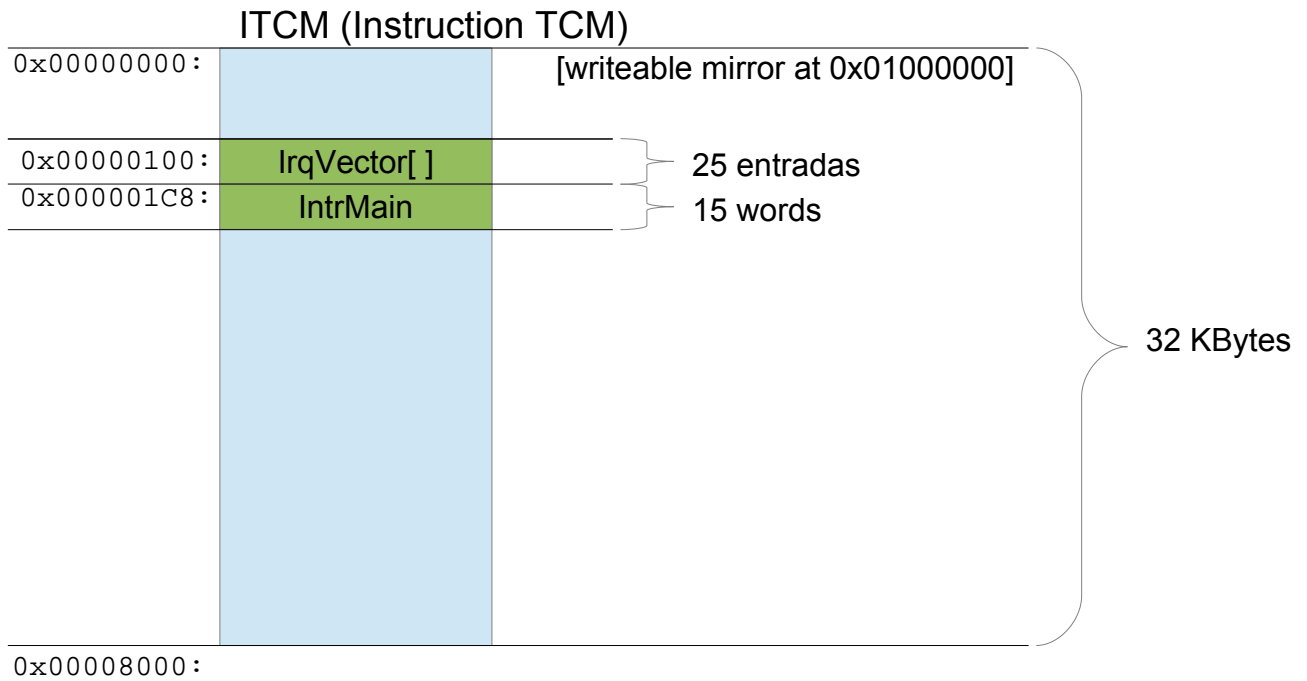 ITCM (Instruction TCM)
0x00000000:
[writeable mirror at 0x01000000]
0x00000100:
IrqVector[ ]
25 entradas
0x000001C8:
IntrMain
15 words
32 KBytes
0x00008000: